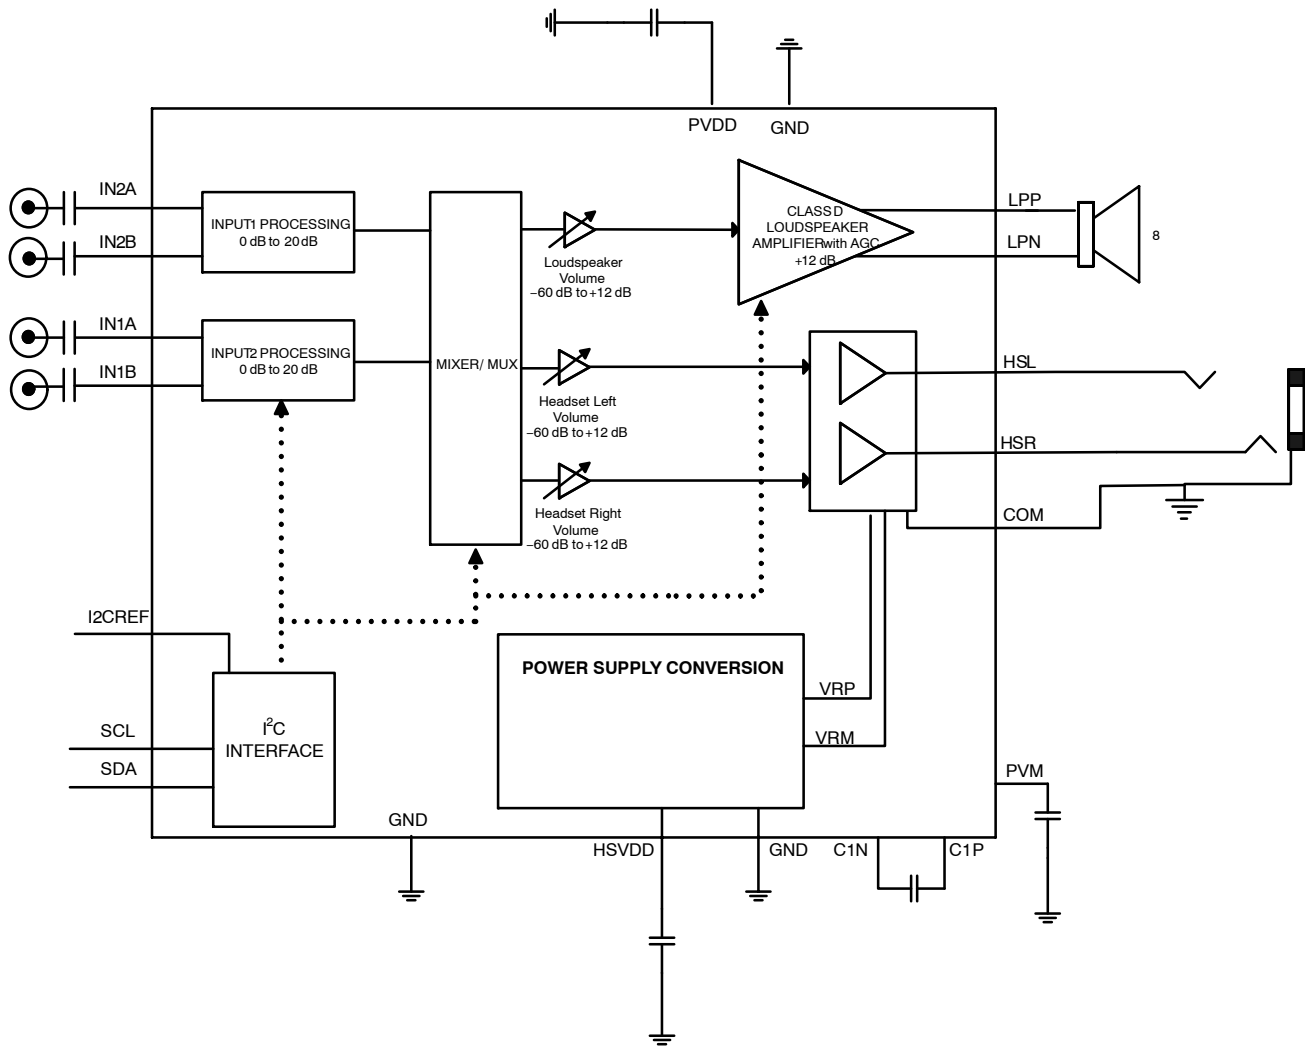 PVDD
GND
IN2A
IN2B
INPUT1 PROCESSING
0 dB to 20 dB
IN1A
IN1B
INPUT2 PROCESSING
0 dB to 20 dB
MIXER/ MUX
Loudspeaker
Volume
−60 dB to +12 dB
Headset Left
Volume
−60 dB to +12 dB
Headset Right
Volume
−60 dB to +12 dB
CLASS D
LOUDSPEAKER
AMPLIFIER with AGC
+12 dB
LPP
LPN
8
HSL
HSR
COM
I2CREF
SCL
SDA
I²C
INTERFACE
POWER SUPPLY CONVERSION
VRP
VRM
PVM
GND
HSVDD
GND
C1N
C1P